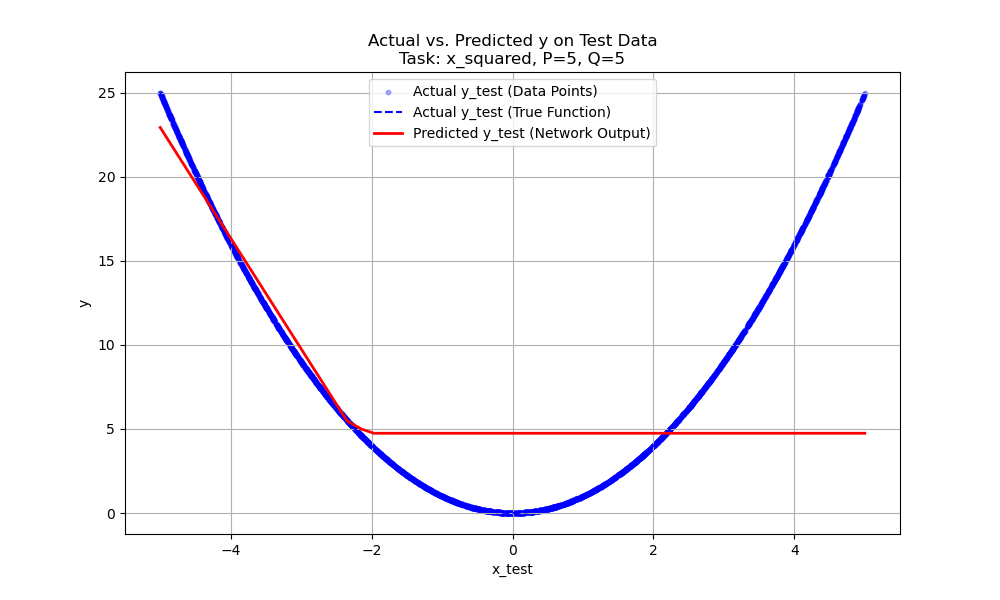 Actual vs. Predicted y on Test Data
Task: x_squared, P=5, Q=5
Actual y_test (Data Points)
Actual y_test (True Function)
Predicted y_test (Network Output)
25
20
15
10
5
0
y
−4
−2
0
2
4
x_test